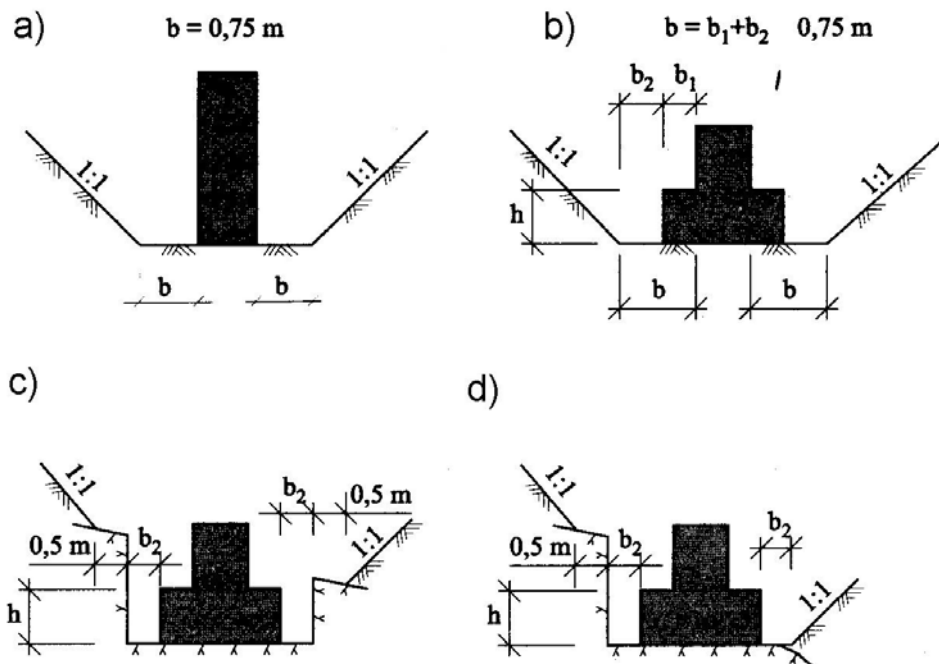 a)
b = 0,75 m
b)
b = b₁+b₂ 0,75 m
b₂ b₁
1:1
1:1
1:1
1:1
h
b
b
b
b
c)
d)
1:1
b₂ 0,5 m
1:1
0,5 m b₂
h
1:1
b₂
0,5 m b₂
1:1
h